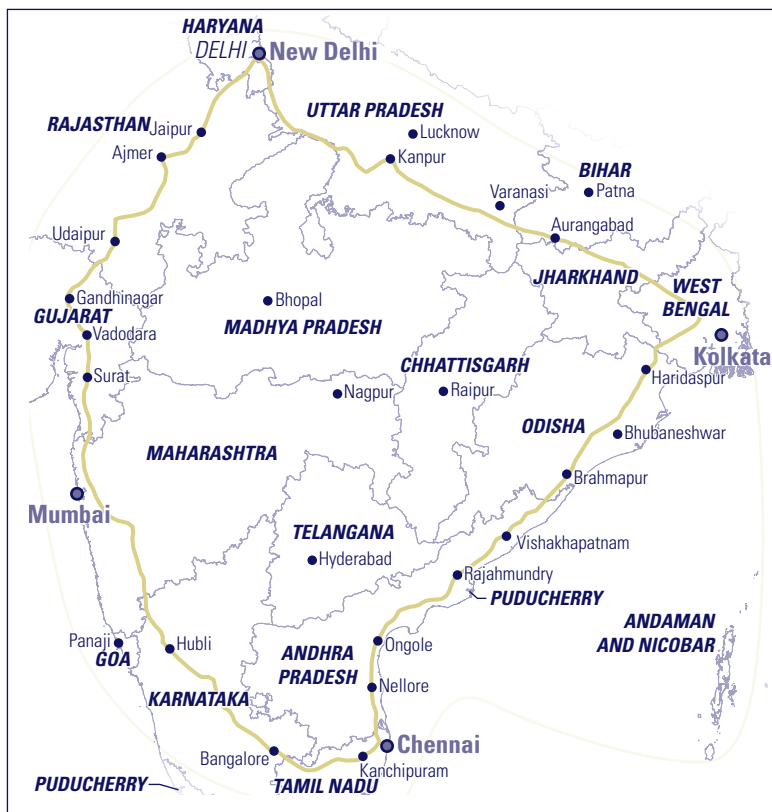 HARYANA
DELHI
New Delhi
UTTAR PRADESH
RAJASTHAN
Jaipur
Lucknow
Ajmer
Kanpur
BIHAR
Patna
Varanasi
Udaipur
Aurangabad
JHARKHAND
WEST
BENGAL
Gandhinagar
GUJARAT
Bhopal
MADHYA PRADESH
Vadodara
Kolkata
CHHATTISGARH
Surat
Haridaspur
Nagpur
Raipur
ODISHA
Bhubaneshwar
MAHARASHTRA
Brahmapur
Mumbai
TELANGANA
Vishakhapatnam
Hyderabad
Rajahmundry
PUDUCHERRY
ANDAMAN
AND NICOBAR
Panaji
Hubli
Ongole
GOA
ANDHRA
PRADESH
Nellore
KARNATAKA
Bangalore
Chennai
Kanchipuram
PUDUCHERRY
TAMIL NADU